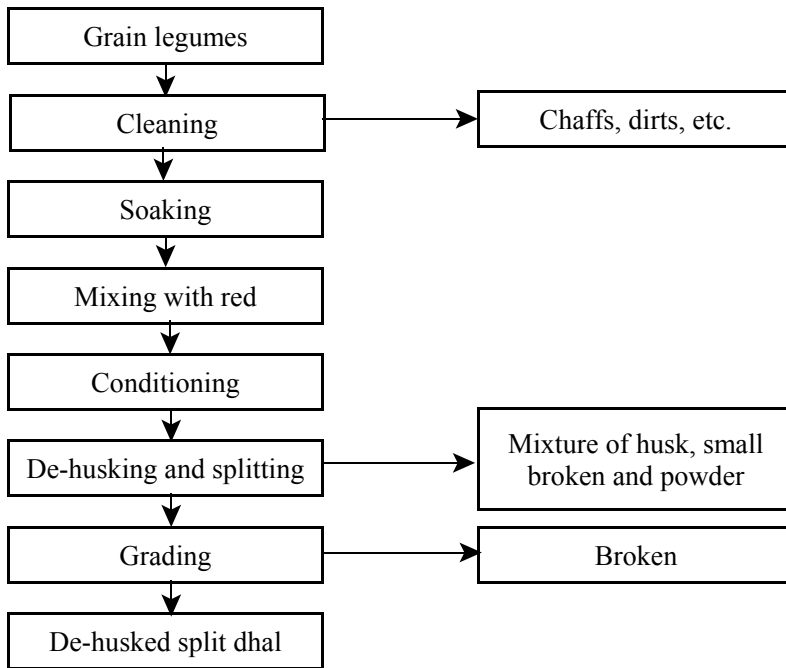 Grain legumes
Cleaning
Chaffs, dirts, etc.
Soaking
Mixing with red
Conditioning
De-husking and splitting
Mixture of husk, small
broken and powder
Grading
Broken
De-husked split dhal